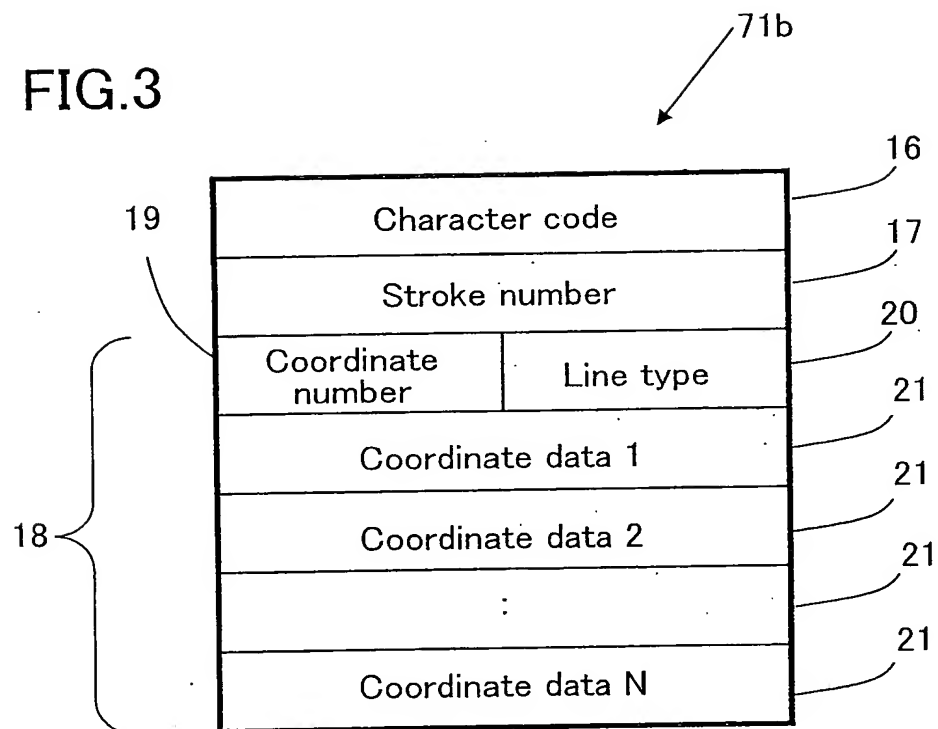 71b
FIG.3
16
Character code
19
17
Stroke number
20
Coordinate
number
Line type
21
Coordinate data 1
21
18
Coordinate data 2
21
:
21
Coordinate data N